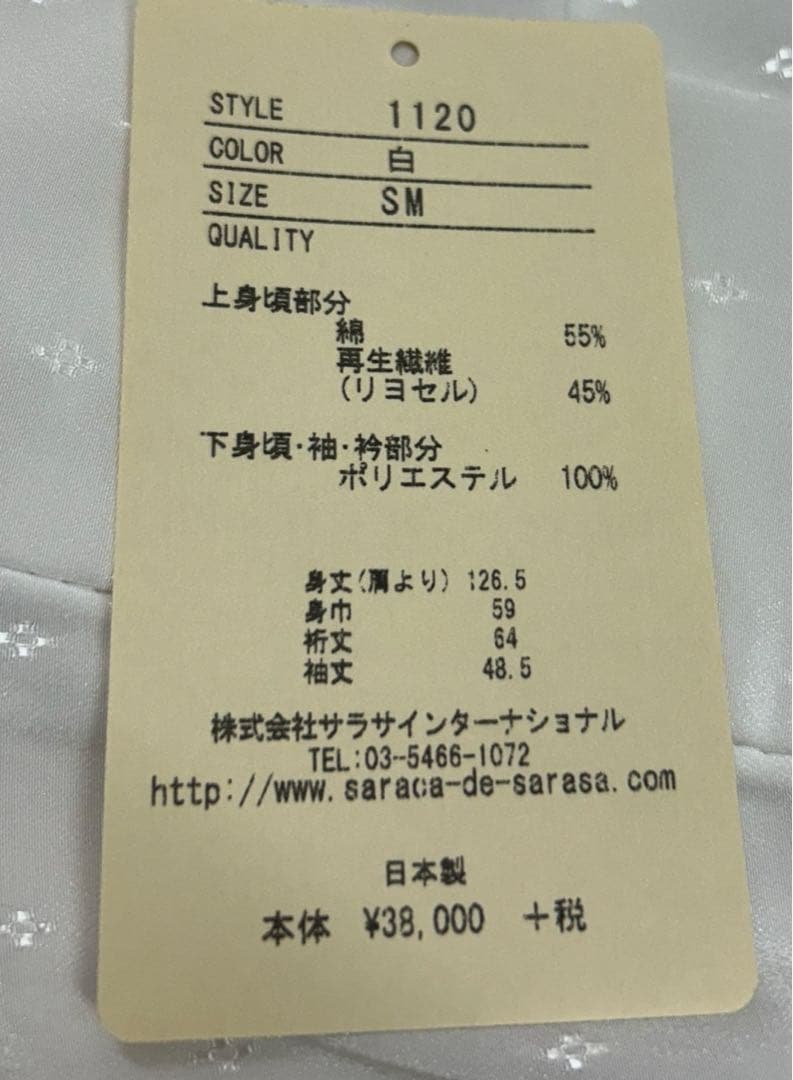 STYLE 1120
COLOR 白
SIZE SM
QUALITY
上身頃部分
綿 55%
再生繊維
(リヨセル) 45%
下身頃・袖・衿部分
ポリエステル 100%
身丈(肩より) 126.5
身巾 59
裄丈 64
袖丈 48.5
株式会社サラサインターナショナル
TEL:03-5466-1072
http://www.saraca-de-sarasa.com
日本製
本体 ¥38,000 +税